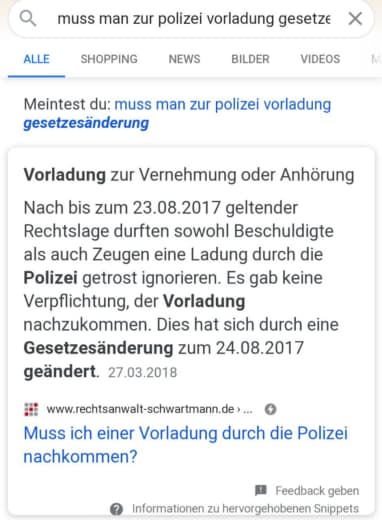 muss man zur polizei vorladung gesetze
ALLE SHOPPING NEWS BILDER VIDEOS M
Meintest du: muss man zur polizei vorladung
gesetzesänderung
Vorladung zur Vernehmung oder Anhörung
Nach bis zum 23.08.2017 geltender
Rechtslage durften sowohl Beschuldigte
als auch Zeugen eine Ladung durch die
Polizei getrost ignorieren. Es gab keine
Verpflichtung, der Vorladung
nachzukommen. Dies hat sich durch eine
Gesetzesänderung zum 24.08.2017
geändert. 27.03.2018
www.rechtsanwalt-schwartmann.de › ...
Muss ich einer Vorladung durch die Polizei
nachkommen?
Feedback geben
Informationen zu hervorgehobenen Snippets